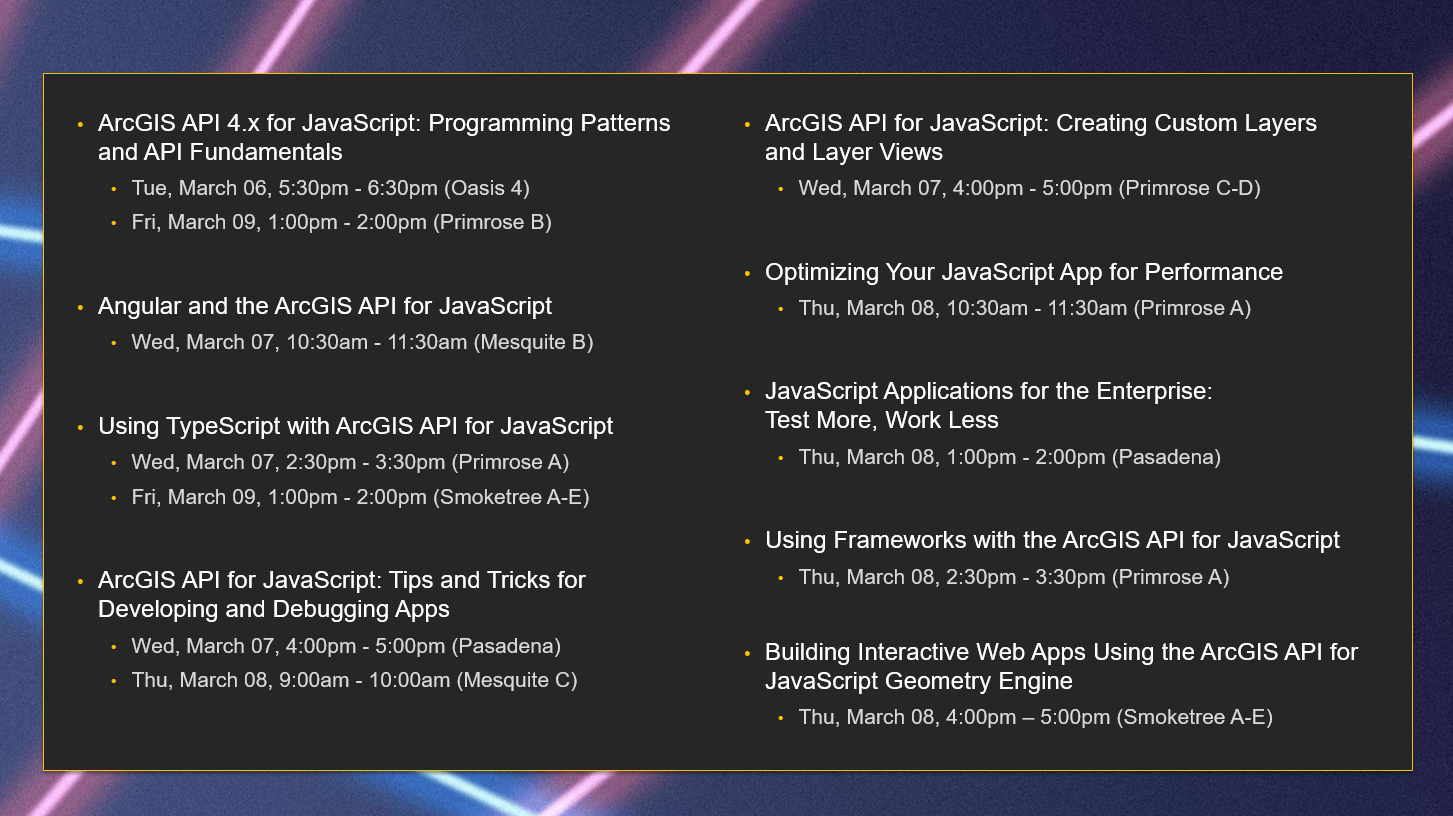 ArcGIS API 4.x for JavaScript: Programming Patterns
and API Fundamentals
Tue, March 06, 5:30pm - 6:30pm (Oasis 4)
Fri, March 09, 1:00pm - 2:00pm (Primrose B)
Angular and the ArcGIS API for JavaScript
Wed, March 07, 10:30am - 11:30am (Mesquite B)
Using TypeScript with ArcGIS API for JavaScript
Wed, March 07, 2:30pm - 3:30pm (Primrose A)
Fri, March 09, 1:00pm - 2:00pm (Smoketree A-E)
ArcGIS API for JavaScript: Tips and Tricks for
Developing and Debugging Apps
Wed, March 07, 4:00pm - 5:00pm (Pasadena)
Thu, March 08, 9:00am - 10:00am (Mesquite C)
ArcGIS API for JavaScript: Creating Custom Layers
and Layer Views
Wed, March 07, 4:00pm - 5:00pm (Primrose C-D)
Optimizing Your JavaScript App for Performance
Thu, March 08, 10:30am - 11:30am (Primrose A)
JavaScript Applications for the Enterprise:
Test More, Work Less
Thu, March 08, 1:00pm - 2:00pm (Pasadena)
Using Frameworks with the ArcGIS API for JavaScript
Thu, March 08, 2:30pm - 3:30pm (Primrose A)
Building Interactive Web Apps Using the ArcGIS API for
JavaScript Geometry Engine
Thu, March 08, 4:00pm – 5:00pm (Smoketree A-E)